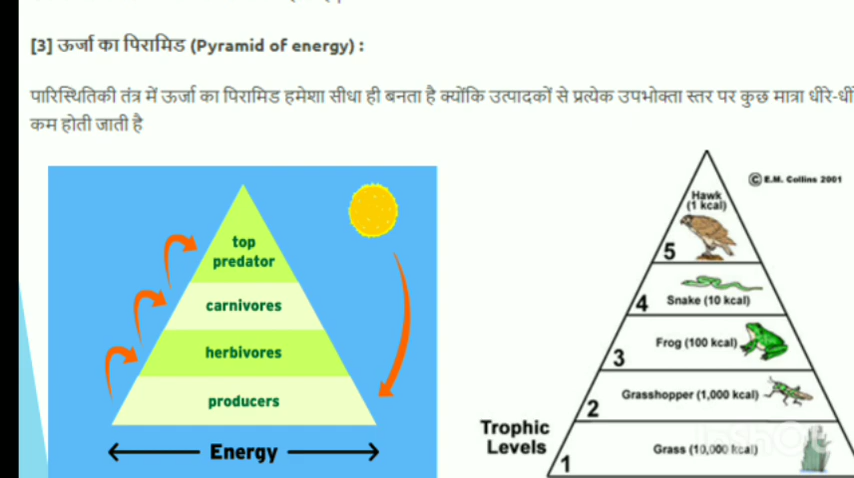 [3] ऊर्जा का पिरामिड (Pyramid of energy) :
पारिस्थितिकी तंत्र में ऊर्जा का पिरामिड हमेशा सीधा ही बनता है क्योंकि उत्पादकों से प्रत्येक उपभोक्ता स्तर पर कुछ मात्रा धीरे-धी
कम होती जाती है
top
predator
carnivores
herbivores
producers
Energy
© E.M. Collins 2001
Hawk
(1 kcal)
5
4 Snake (10 kcal)
3 Frog (100 kcal)
2 Grasshopper (1,000 kcal)
Trophic
Levels
1 Grass (10,000 kcal)